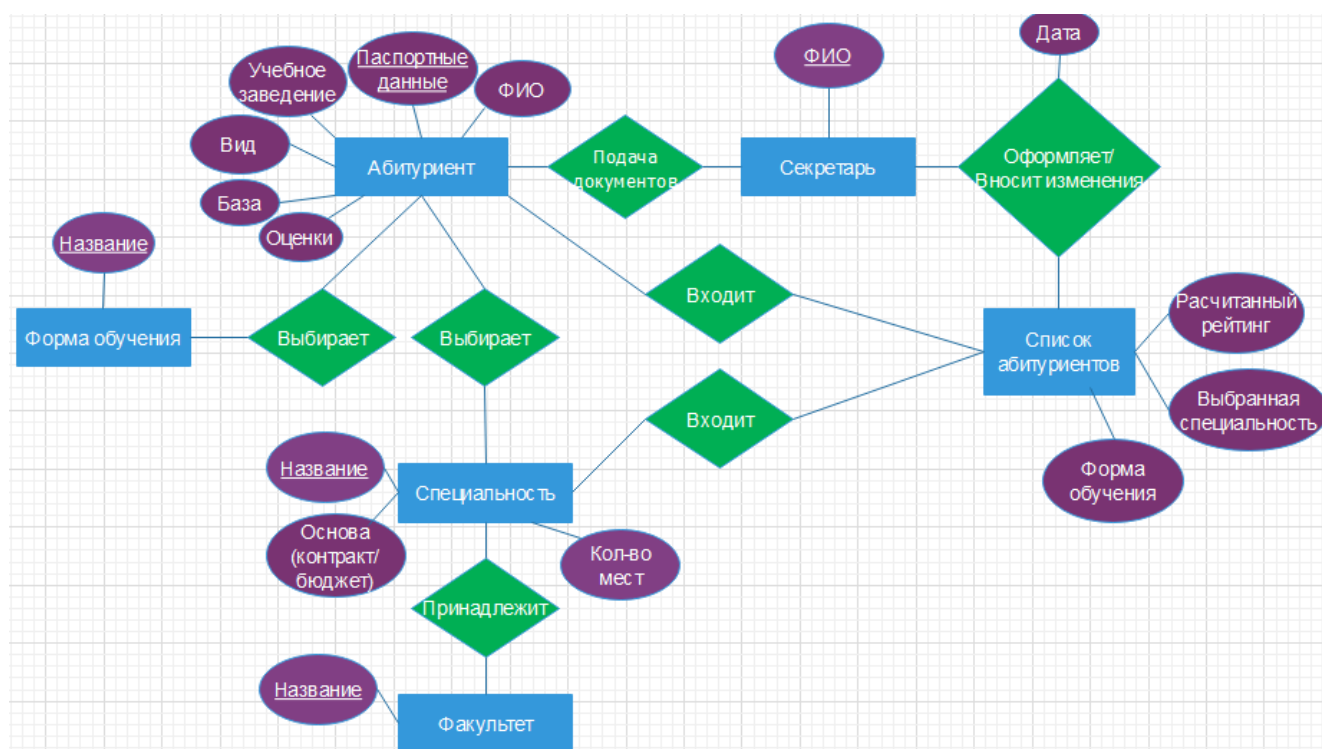 Дата
Паспортные
данные
ФИО
Учебное
заведение
ФИО
Вид
Абитуриент
Подача
документов
Секретарь
Оформляет/
Вносит изменения
База
Оценки
Название
Входит
Расчитанный
рейтинг
Форма обучения
Выбирает
Выбирает
Список
абитуриентов
Выбранная
специальность
Входит
Название
Специальность
Форма
обучения
Основа
(контракт/
бюджет)
Кол-во
мест
Принадлежит
Название
Факультет